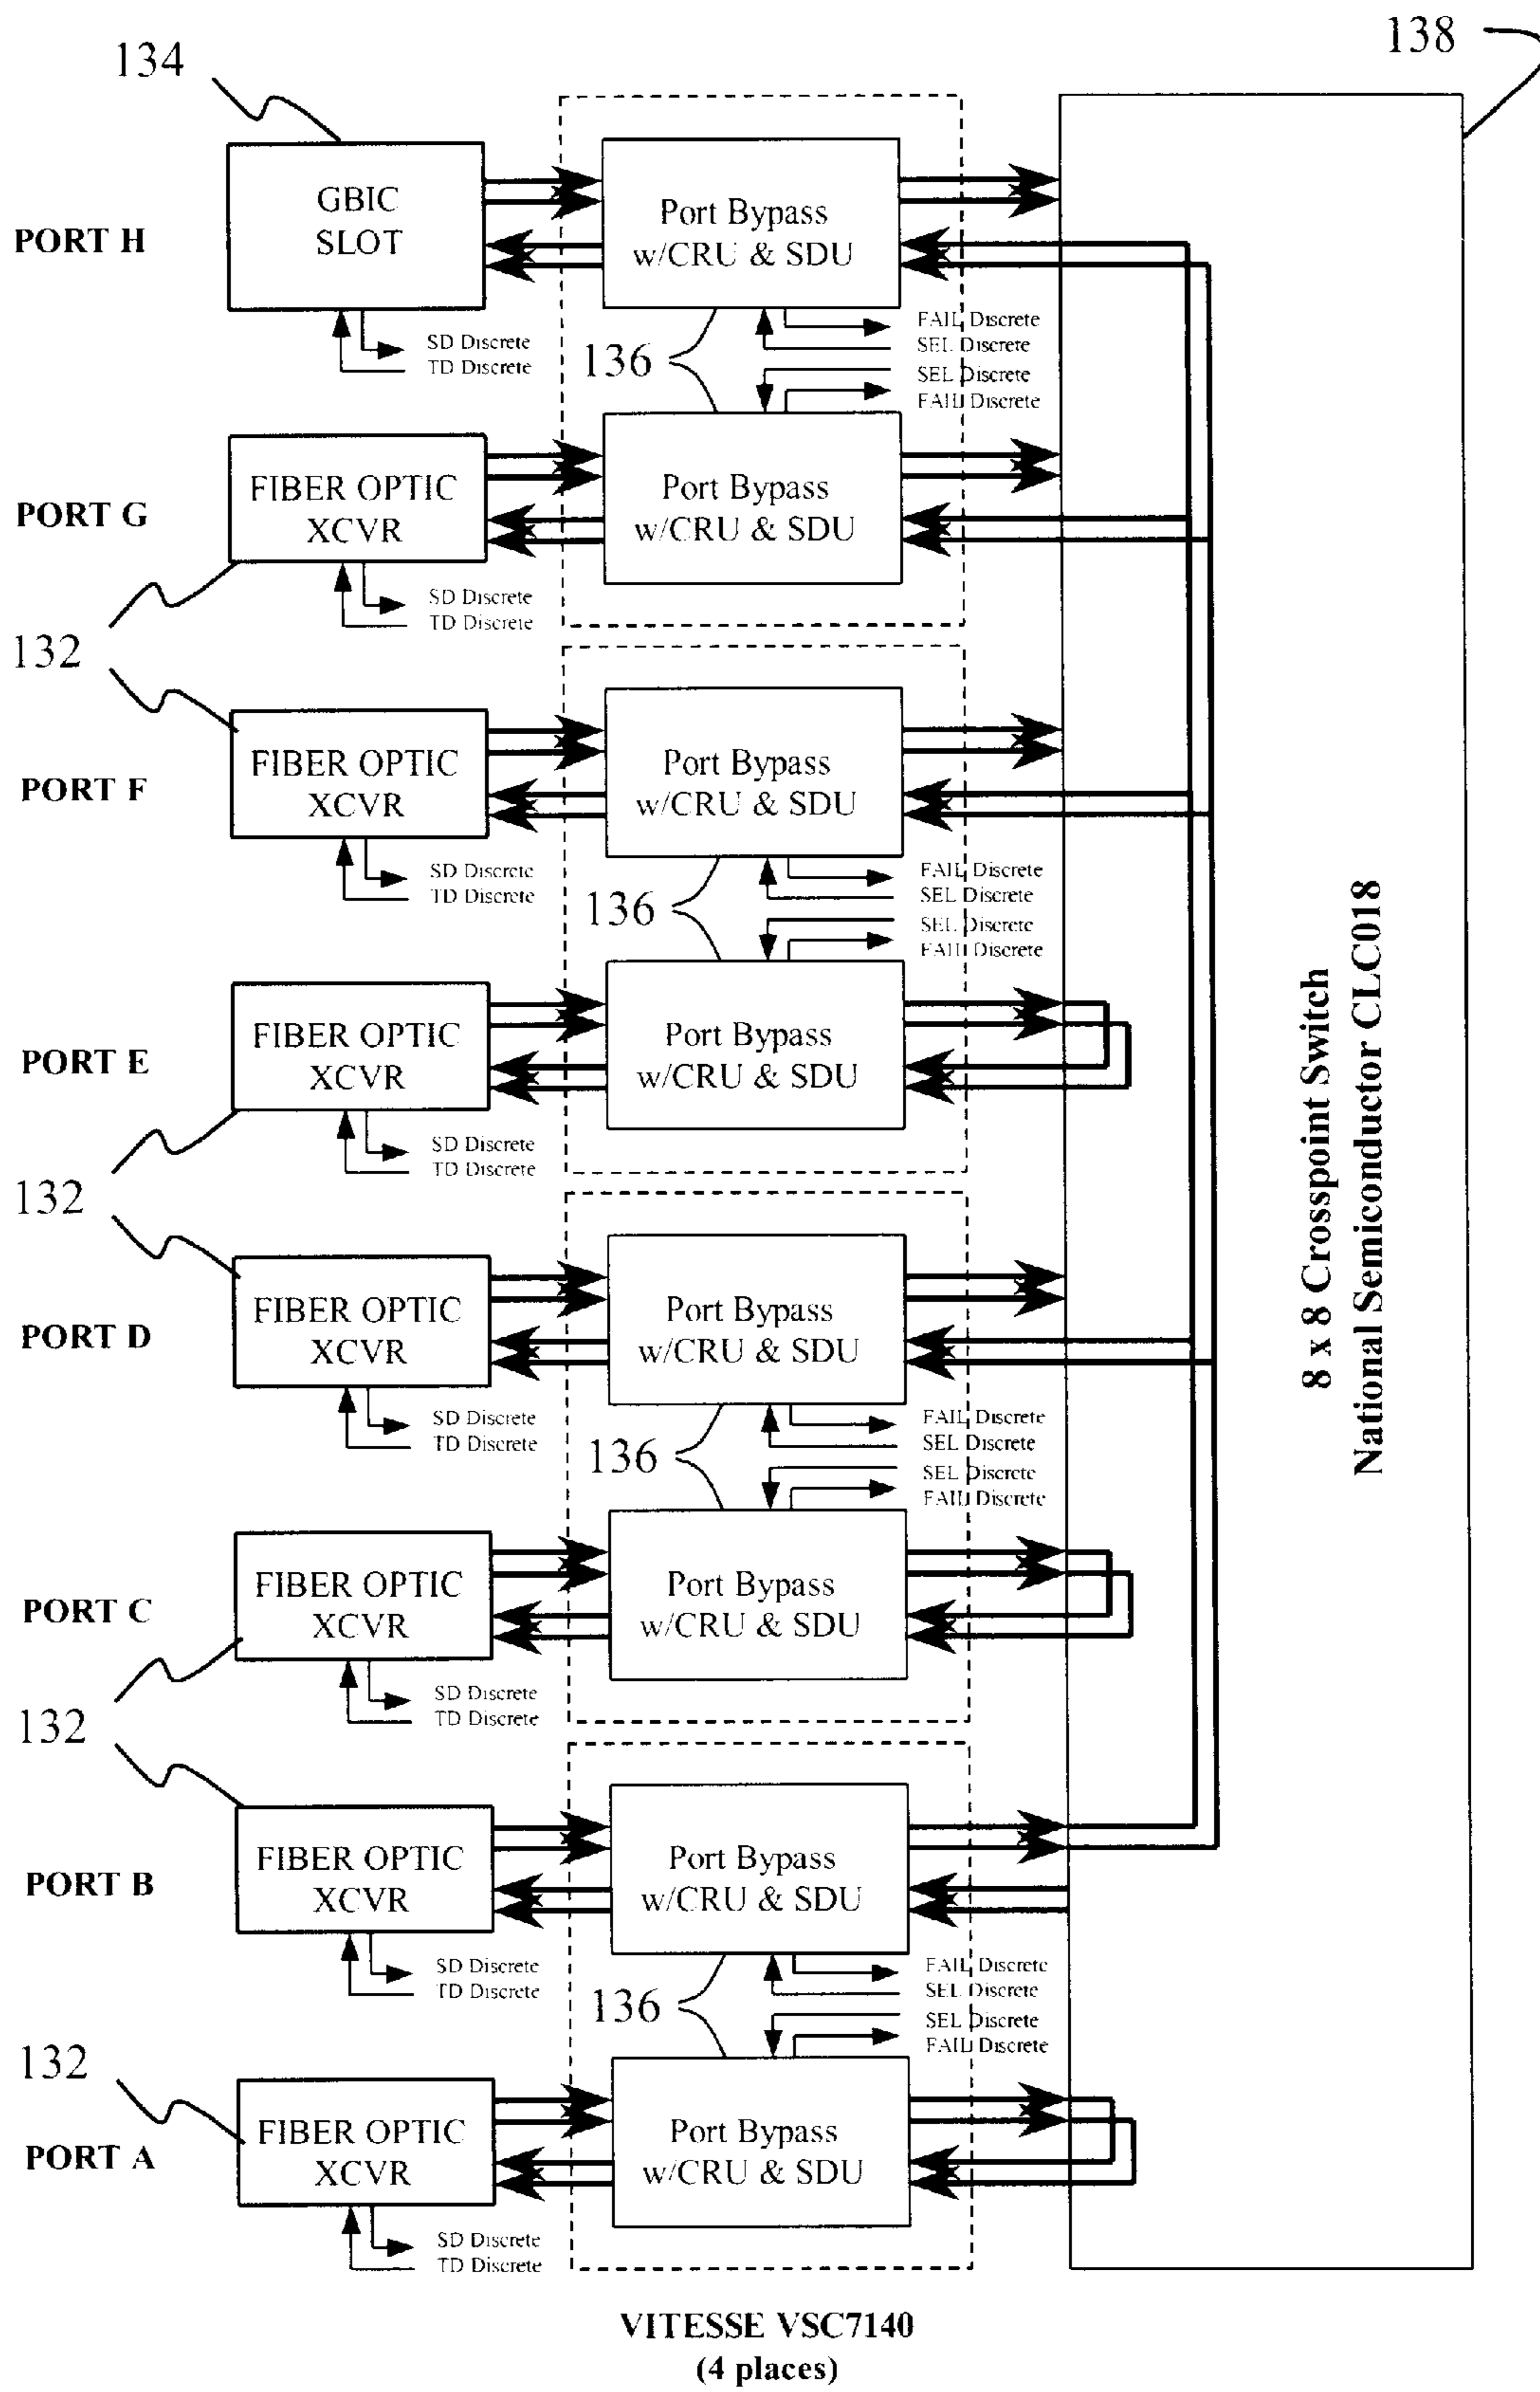 138
134
GBIC
SLOT
Port Bypass
w/CRU & SDU
PORT H
FAIL Discrete
SEL Discrete
SD Discrete
TD Discrete
136
SEL Discrete
FAIL Discrete
FIBER OPTIC
XCVR
Port Bypass
w/CRU & SDU
PORT G
SD Discrete
TD Discrete
132
FIBER OPTIC
XCVR
Port Bypass
w/CRU & SDU
PORT F
SD Discrete
TD Discrete
FAIL Discrete
SEL Discrete
136
SEL Discrete
FAIL Discrete
FIBER OPTIC
XCVR
Port Bypass
w/CRU & SDU
PORT E
SD Discrete
TD Discrete
132
8 x 8 Crosspoint Switch
National Semiconductor CLC018
FIBER OPTIC
XCVR
Port Bypass
w/CRU & SDU
PORT D
SD Discrete
TD Discrete
FAIL Discrete
SEL Discrete
136
SEL Discrete
FAIL Discrete
FIBER OPTIC
XCVR
Port Bypass
w/CRU & SDU
PORT C
SD Discrete
TD Discrete
132
FIBER OPTIC
XCVR
Port Bypass
w/CRU & SDU
PORT B
SD Discrete
TD Discrete
FAIL Discrete
SEL Discrete
136
SEL Discrete
FAIL Discrete
132
FIBER OPTIC
XCVR
Port Bypass
w/CRU & SDU
PORT A
SD Discrete
TD Discrete
VITESSE VSC7140
(4 places)